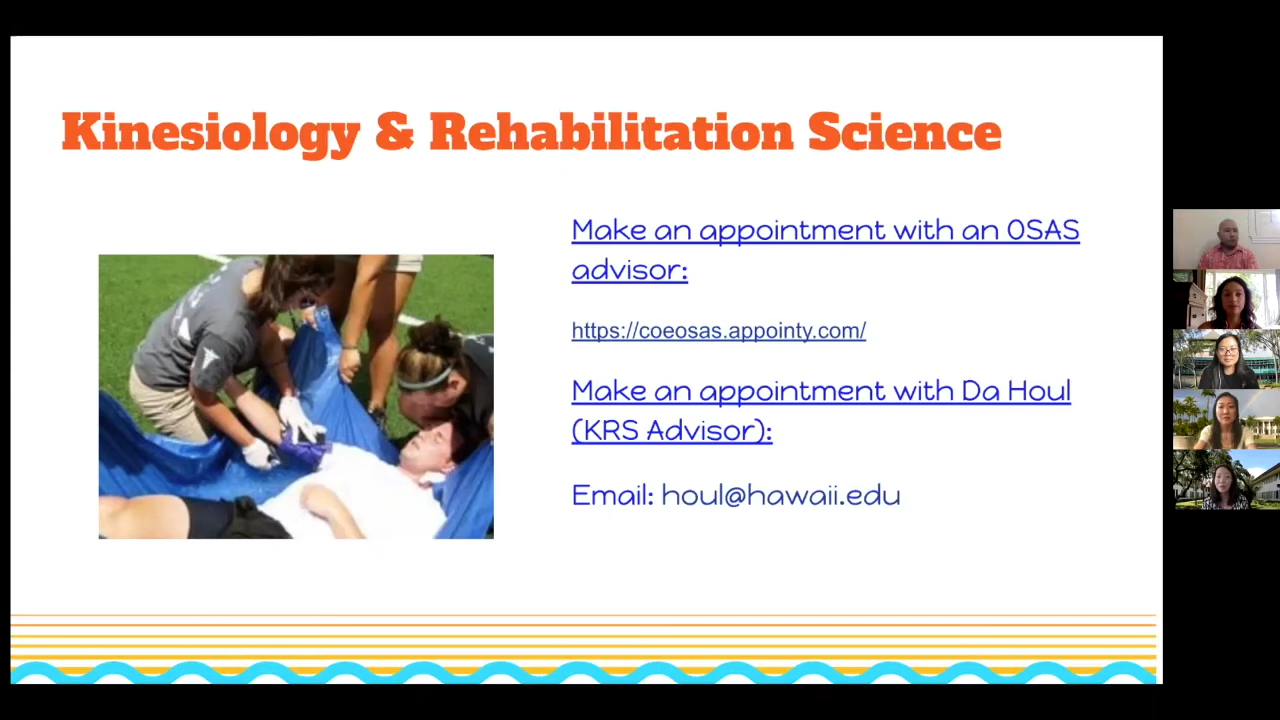 Kinesiology & Rehabilitation Science
Make an appointment with an OSAS
advisor:
https://coeosas.appointy.com/
Make an appointment with Da Houl
(KRS Advisor):
Email: houl@hawaii.edu